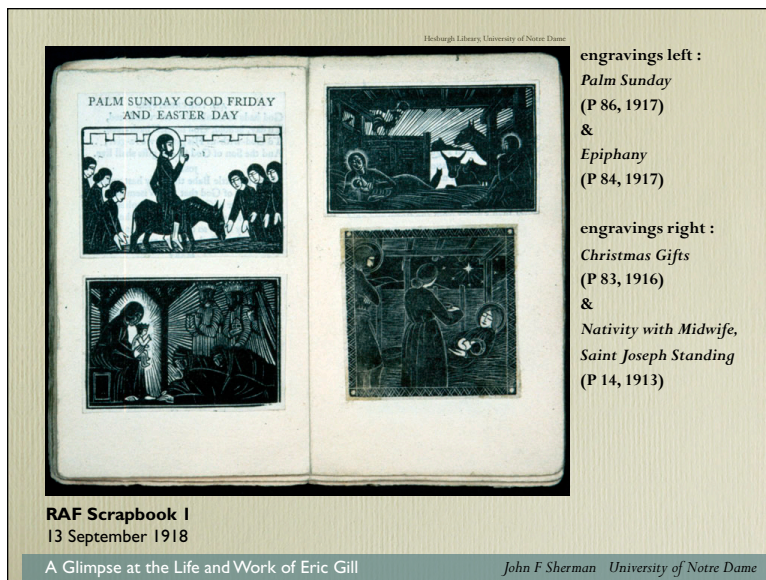 Hesburgh Library, University of Notre Dame
PALM SUNDAY GOOD FRIDAY
AND EASTER DAY
engravings left :
Palm Sunday
(P 86, 1917)
&
Epiphany
(P 84, 1917)
engravings right :
Christmas Gifts
(P 83, 1916)
&
Nativity with Midwife,
Saint Joseph Standing
(P 14, 1913)
RAF Scrapbook 1
13 September 1918
A Glimpse at the Life and Work of Eric Gill
John F Sherman University of Notre Dame